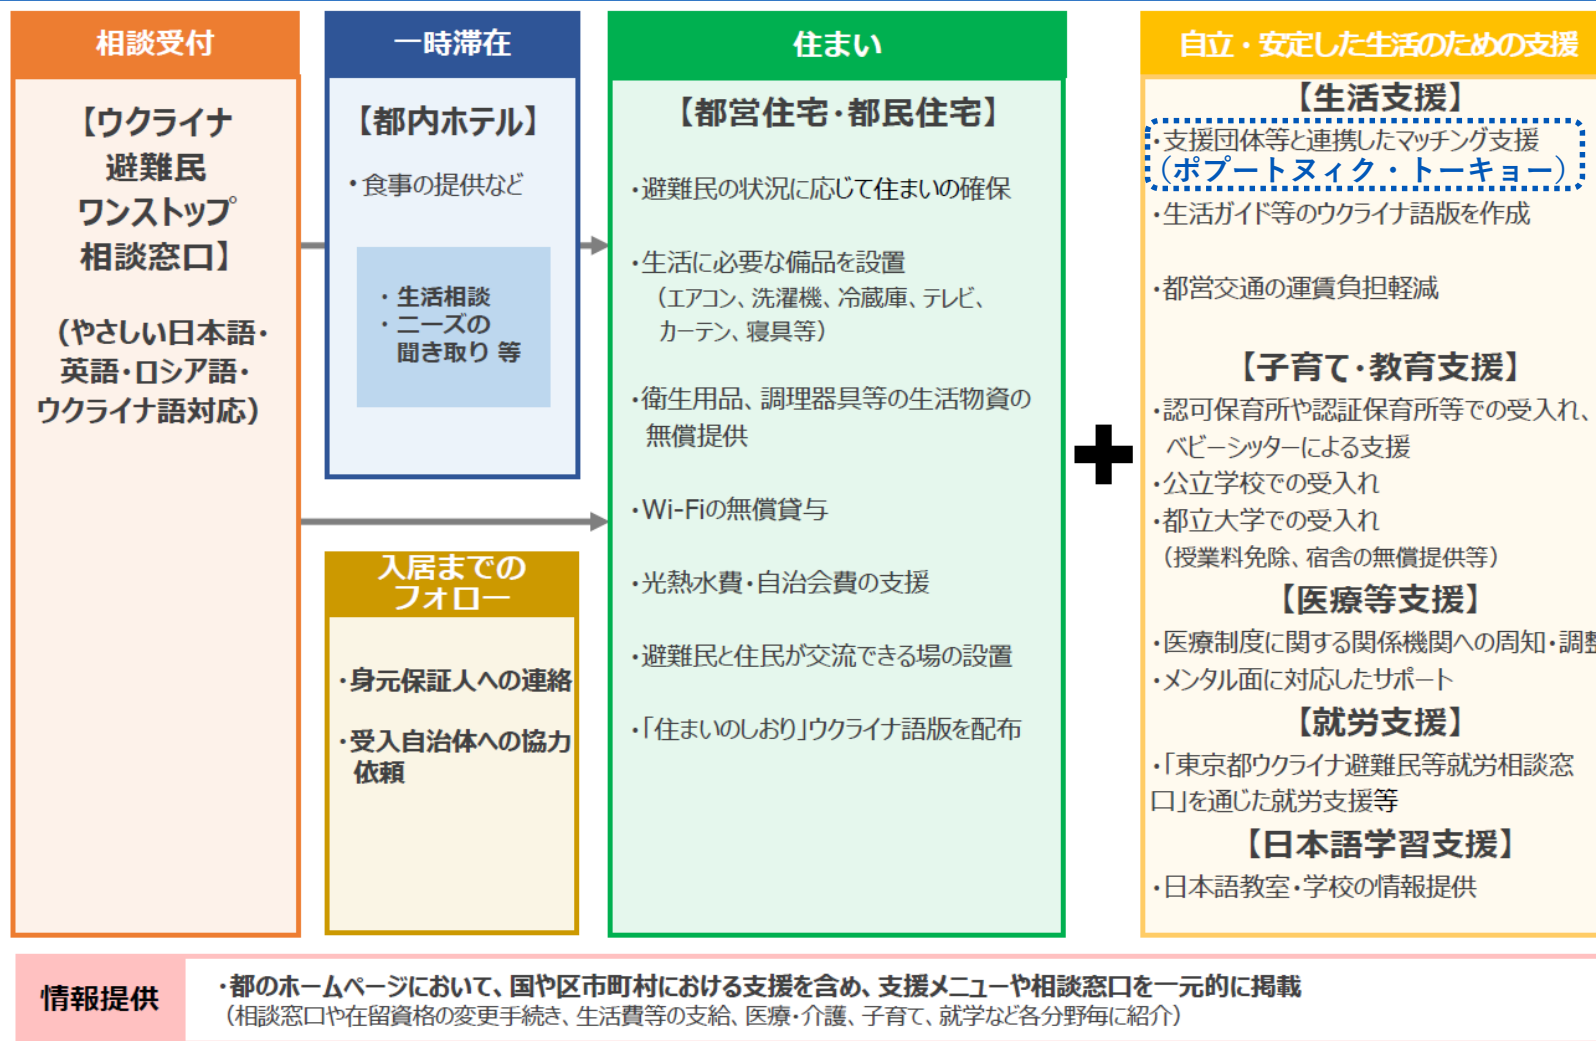 相談受付
【ウクライナ
避難民
ワンストップ
相談窓口】
(やさしい日本語・
英語・ロシア語・
ウクライナ語対応)
一時滞在
【都内ホテル】
・食事の提供など
・生活相談
・ニーズの
聞き取り 等
入居までの
フォロー
・身元保証人への連絡
・受入自治体への協力
依頼
住まい
【都営住宅・都民住宅】
・避難民の状況に応じて住まいの確保
・生活に必要な備品を設置
(エアコン、洗濯機、冷蔵庫、テレビ、
カーテン、寝具等)
・衛生用品、調理器具等の生活物資の
無償提供
・Wi-Fiの無償貸与
・光熱水費・自治会費の支援
・避難民と住民が交流できる場の設置
・「住まいのしおり」ウクライナ語版を配布
自立・安定した生活のための支援
【生活支援】
・支援団体等と連携したマッチング支援
(ポプートヌィク・トーキョー)
・生活ガイド等のウクライナ語版を作成
・都営交通の運賃負担軽減
【子育て・教育支援】
・認可保育所や認証保育所等での受入れ、
ベビーシッターによる支援
・公立学校での受入れ
・都立大学での受入れ
(授業料免除、宿舎の無償提供等)
【医療等支援】
・医療制度に関する関係機関への周知・調整
・メンタル面に対応したサポート
【就労支援】
・「東京都ウクライナ避難民等就労相談窓
口」を通じた就労支援等
【日本語学習支援】
・日本語教室・学校の情報提供
情報提供
・都のホームページにおいて、国や区市町村における支援を含め、支援メニューや相談窓口を一元的に掲載
(相談窓口や在留資格の変更手続き、生活費等の支給、医療・介護、子育て、就学など各分野毎に紹介)